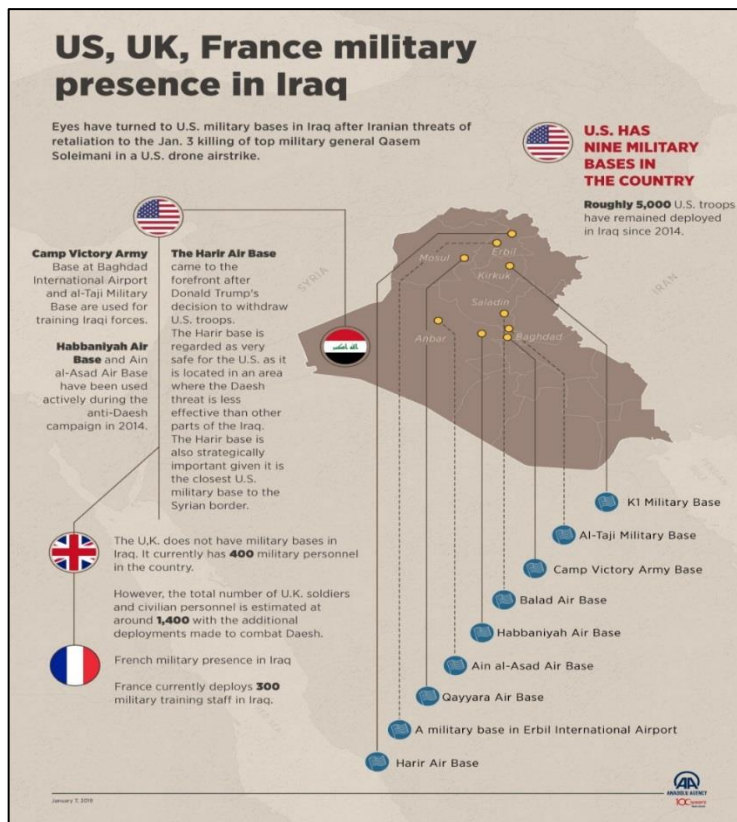 US, UK, France military
presence in Iraq
Eyes have turned to U.S. military bases in Iraq after Iranian threats of
retaliation to the Jan. 3 killing of top military general Qasem
Soleimani in a U.S. drone airstrike.
U.S. HAS
NINE MILITARY
BASES IN
THE COUNTRY
Roughly 5,000 U.S. troops
have remained deployed
in Iraq since 2014.
Camp Victory Army
Base at Baghdad
International Airport
and al-Taji Military
Base are used for
training Iraqi forces.
Habbaniyah Air
Base and Ain
al-Asad Air Base
have been used
actively during the
anti-Daesh
campaign in 2014.
The Harir Air Base
came to the
forefront after
Donald Trump's
decision to withdraw
U.S. troops.
The Harir base is
regarded as very
safe for the U.S. as it
is located in an area
where the Daesh
threat is less
effective than other
parts of the Iraq.
The Harir base is
also strategically
important given it is
the closest U.S.
military base to the
Syrian border.
SYRIA
IRAN
Mosul
Erbil
Kirkuk
Saladin
Anbar
Baghdad
The U.K. does not have military bases in
Iraq. It currently has 400 military personnel
in the country.
However, the total number of U.K. soldiers
and civilian personnel is estimated at
around 1,400 with the additional
deployments made to combat Daesh.
French military presence in Iraq
France currently deploys 300
military training staff in Iraq.
K1 Military Base
Al-Taji Military Base
Camp Victory Army Base
Balad Air Base
Habbaniyah Air Base
Ain al-Asad Air Base
Qayyara Air Base
A military base in Erbil International Airport
Harir Air Base
January 7, 2019
AA
ANADOLU AGENCY